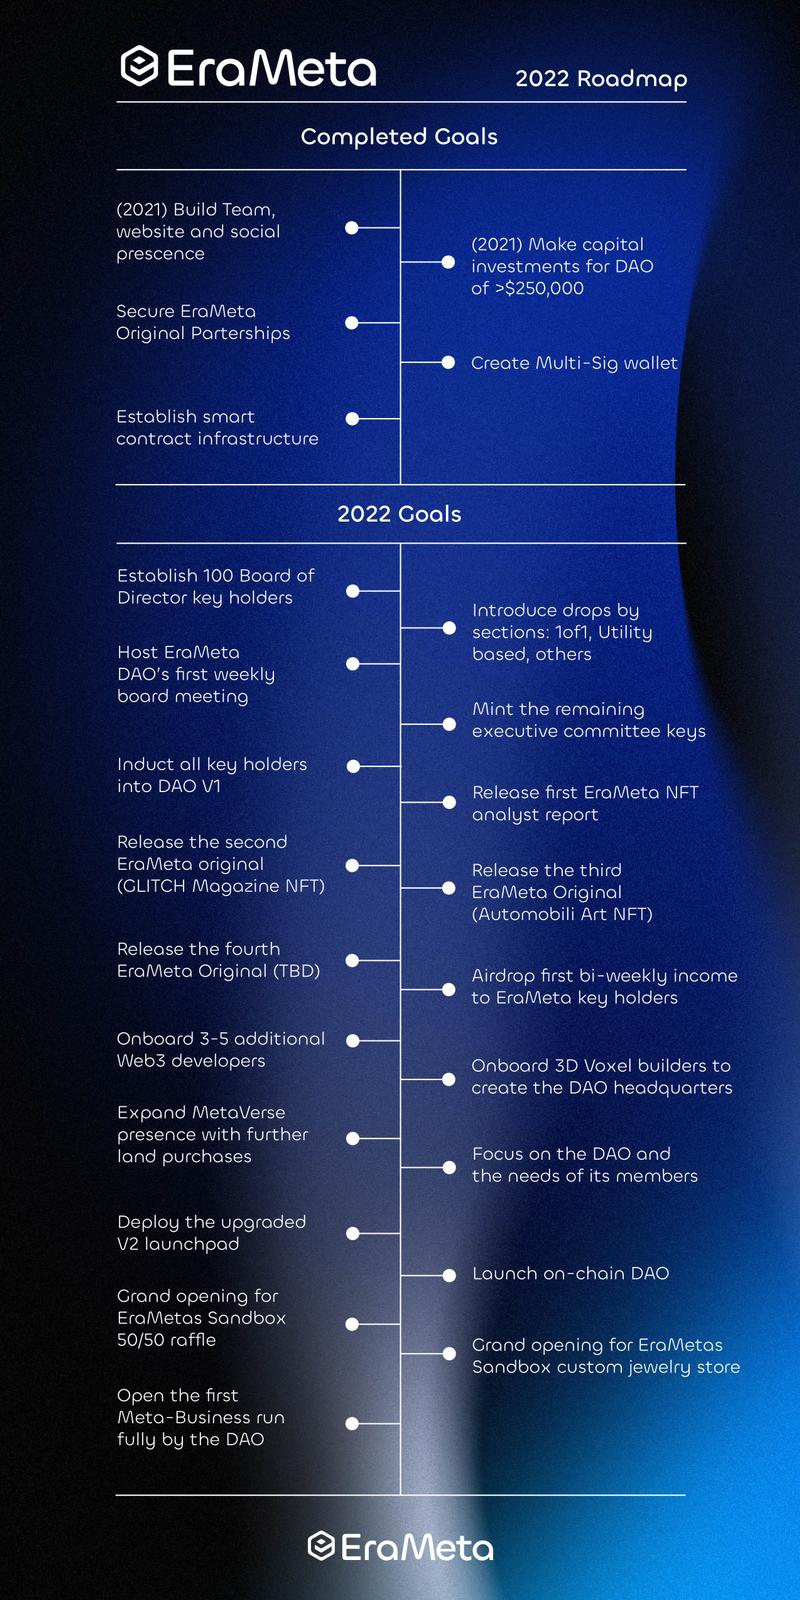 EraMeta
2022 Roadmap
Completed Goals
(2021) Build Team,
website and social
prescence
(2021) Make capital
investments for DAO
of >$250,000
Secure EraMeta
Original Parterships
Create Multi-Sig wallet
Establish smart
contract infrastructure
2022 Goals
Establish 100 Board of
Director key holders
Introduce drops by
sections: 1of1, Utility
based, others
Host EraMeta
DAO's first weekly
board meeting
Mint the remaining
executive committee keys
Induct all key holders
into DAO V1
Release first EraMeta NFT
analyst report
Release the second
EraMeta original
(GLITCH Magazine NFT)
Release the third
EraMeta Original
(Automobili Art NFT)
Release the fourth
EraMeta Original (TBD)
Airdrop first bi-weekly income
to EraMeta key holders
Onboard 3-5 additional
Web3 developers
Onboard 3D Voxel builders to
create the DAO headquarters
Expand MetaVerse
presence with further
land purchases
Focus on the DAO and
the needs of its members
Deploy the upgraded
V2 launchpad
Launch on-chain DAO
Grand opening for
EraMetas Sandbox
50/50 raffle
Grand opening for EraMetas
Sandbox custom jewelry store
Open the first
Meta-Business run
fully by the DAO
EraMeta